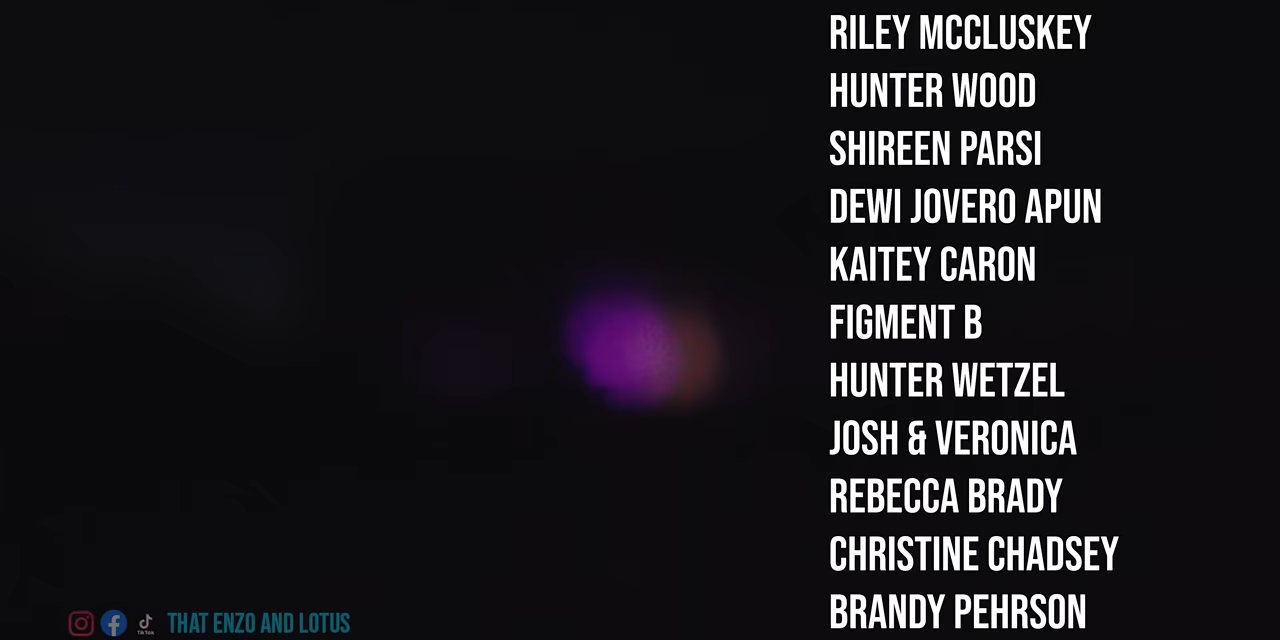 RILEY MCCLUSKEY
HUNTER WOOD
SHIREEN PARSI
DEWI JOVERO APUN
KAITEY CARON
FIGMENT B
HUNTER WETZEL
JOSH & VERONICA
REBECCA BRADY
CHRISTINE CHADSEY
BRANDY PEHRSON
TikTok
THAT ENZO AND LOTUS